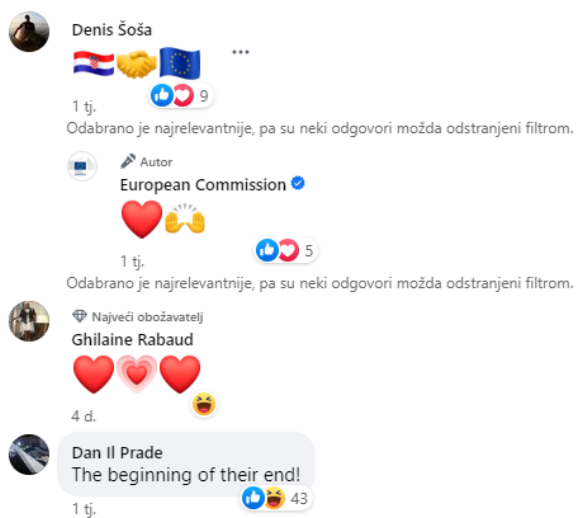 Denis Šoša
🇭🇷🤝🇪🇺
9
1 tj.
Odabrano je najrelevantnije, pa su neki odgovori možda odstranjeni filtrom.
Autor
European Commission
❤️🙌
5
1 tj.
Odabrano je najrelevantnije, pa su neki odgovori možda odstranjeni filtrom.
Najveći obožavatelj
Ghilaine Rabaud
❤️💗❤️
4 d.
Dan Il Prade
The beginning of their end!
43
1 tj.